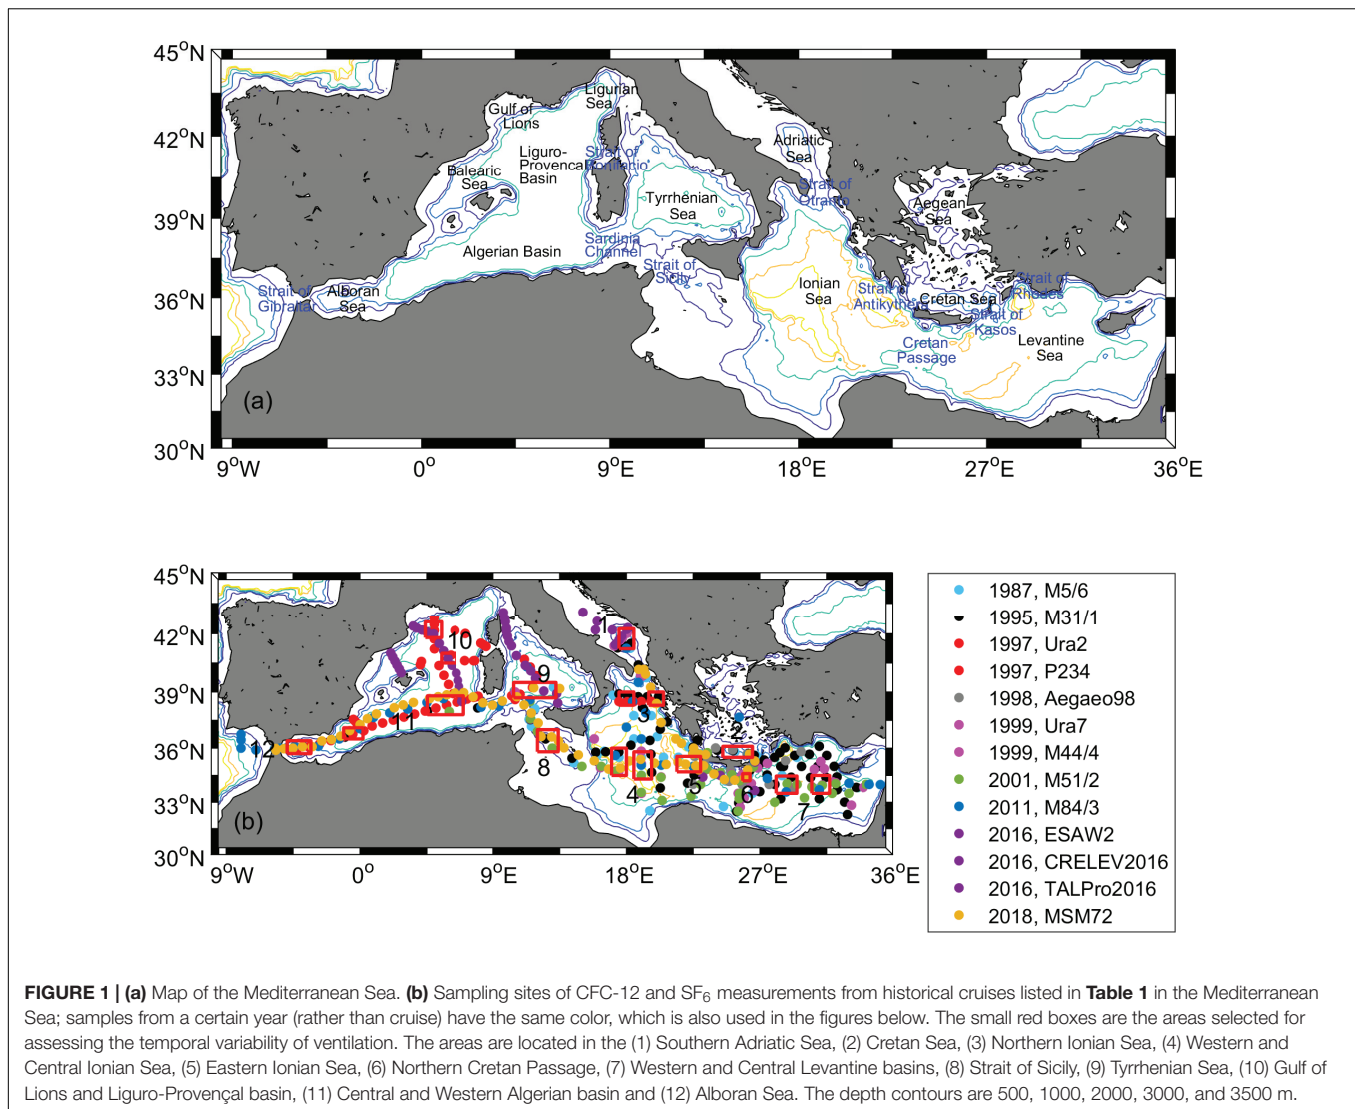 45°N
42°N
39°N
36°N
33°N
30°N
9°W
0°
9°E
18°E
27°E
36°E
Ligurian
Sea
Gulf of
Lions
Liguro-
Provençal
Basin
Strait of
Bonifacio
Balearic
Sea
Adriatic
Sea
Strait of
Otranto
Tyrrhenian
Sea
Aegean
Sea
Algerian Basin
Sardinia
Channel
Strait of
Sicily
Strait of
Gibraltar
Alboran
Sea
Ionian
Sea
Strait of
Antikythera
Cretan Sea
Strait of
Rhodes
Strait of
Kasos
Cretan
Passage
Levantine
Sea
(a)
45°N
42°N
39°N
36°N
33°N
30°N
9°W
0°
9°E
18°E
27°E
36°E
1
10
9
3
2
11
12
8
4
5
6
7
(b)
1987, M5/6
1995, M31/1
1997, Ura2
1997, P234
1998, Aegaeo98
1999, Ura7
1999, M44/4
2001, M51/2
2011, M84/3
2016, ESAW2
2016, CRELEV2016
2016, TALPro2016
2018, MSM72
FIGURE 1 | (a) Map of the Mediterranean Sea. (b) Sampling sites of CFC-12 and SF6 measurements from historical cruises listed in Table 1 in the Mediterranean
Sea; samples from a certain year (rather than cruise) have the same color, which is also used in the figures below. The small red boxes are the areas selected for
assessing the temporal variability of ventilation. The areas are located in the (1) Southern Adriatic Sea, (2) Cretan Sea, (3) Northern Ionian Sea, (4) Western and
Central Ionian Sea, (5) Eastern Ionian Sea, (6) Northern Cretan Passage, (7) Western and Central Levantine basins, (8) Strait of Sicily, (9) Tyrrhenian Sea, (10) Gulf of
Lions and Liguro-Provençal basin, (11) Central and Western Algerian basin and (12) Alboran Sea. The depth contours are 500, 1000, 2000, 3000, and 3500 m.